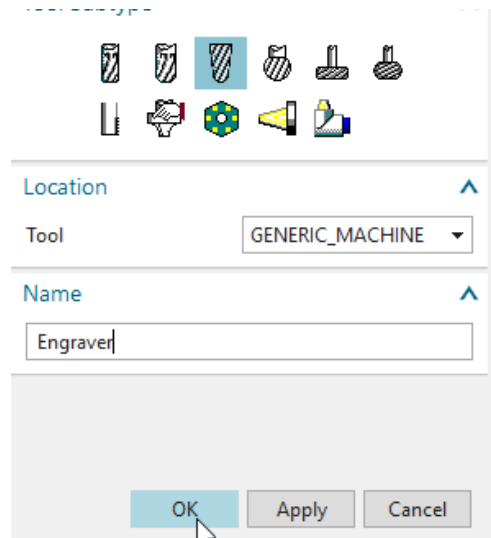 Location
Tool GENERIC_MACHINE
Name
Engraver
OK Apply Cancel